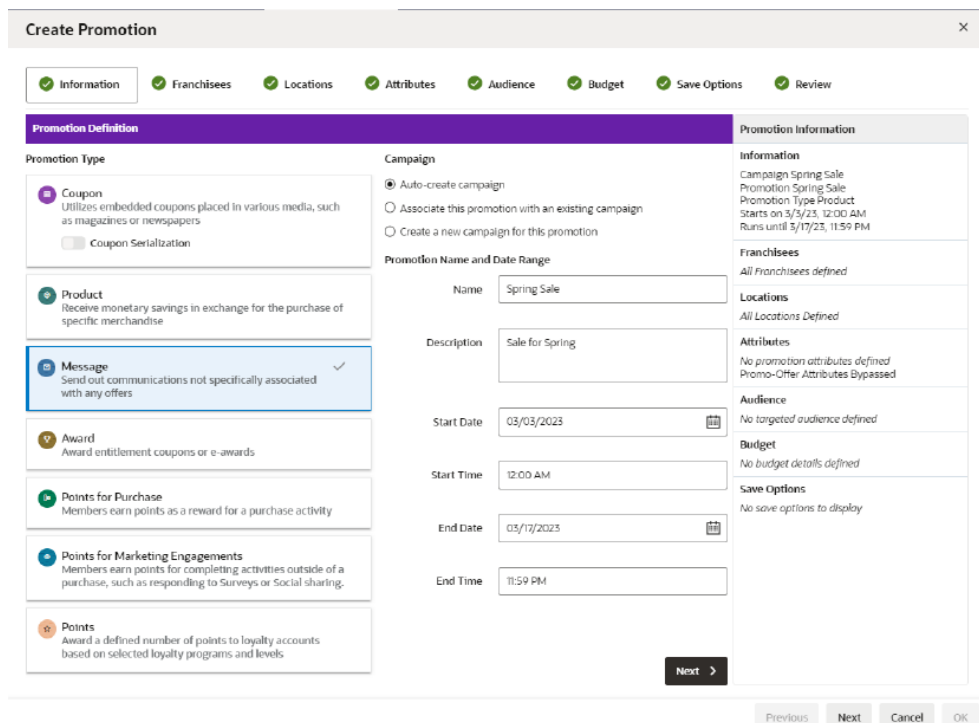 Create Promotion
Information
Franchisees
Locations
Attributes
Audience
Budget
Save Options
Review
Promotion Definition
Promotion Type
Coupon
Utilizes embedded coupons placed in various media, such
as magazines or newspapers
Coupon Serialization
Product
Receive monetary savings in exchange for the purchase of
specific merchandise
Message
Send out communications not specifically associated
with any offers
Award
Award entitlement coupons or e-awards
Points for Purchase
Members earn points as a reward for a purchase activity
Points for Marketing Engagements
Members earn points for completing activities outside of a
purchase, such as responding to Surveys or Social sharing.
Points
Award a defined number of points to loyalty accounts
based on selected loyalty programs and levels
Campaign
Auto-create campaign
Associate this promotion with an existing campaign
Create a new campaign for this promotion
Promotion Name and Date Range
Name Spring Sale
Description Sale for Spring
Start Date 03/03/2023
Start Time 12:00 AM
End Date 03/17/2023
End Time 11:59 PM
Next
Promotion Information
Information
Campaign Spring Sale
Promotion Spring Sale
Promotion Type Product
Starts on 3/3/23, 12:00 AM
Runs until 3/17/23, 11:59 PM
Franchisees
All Franchisees defined
Locations
All Locations Defined
Attributes
No promotion attributes defined
Promo-Offer Attributes Bypassed
Audience
No targeted audience defined
Budget
No budget details defined
Save Options
No save options to display
Previous Next Cancel OK